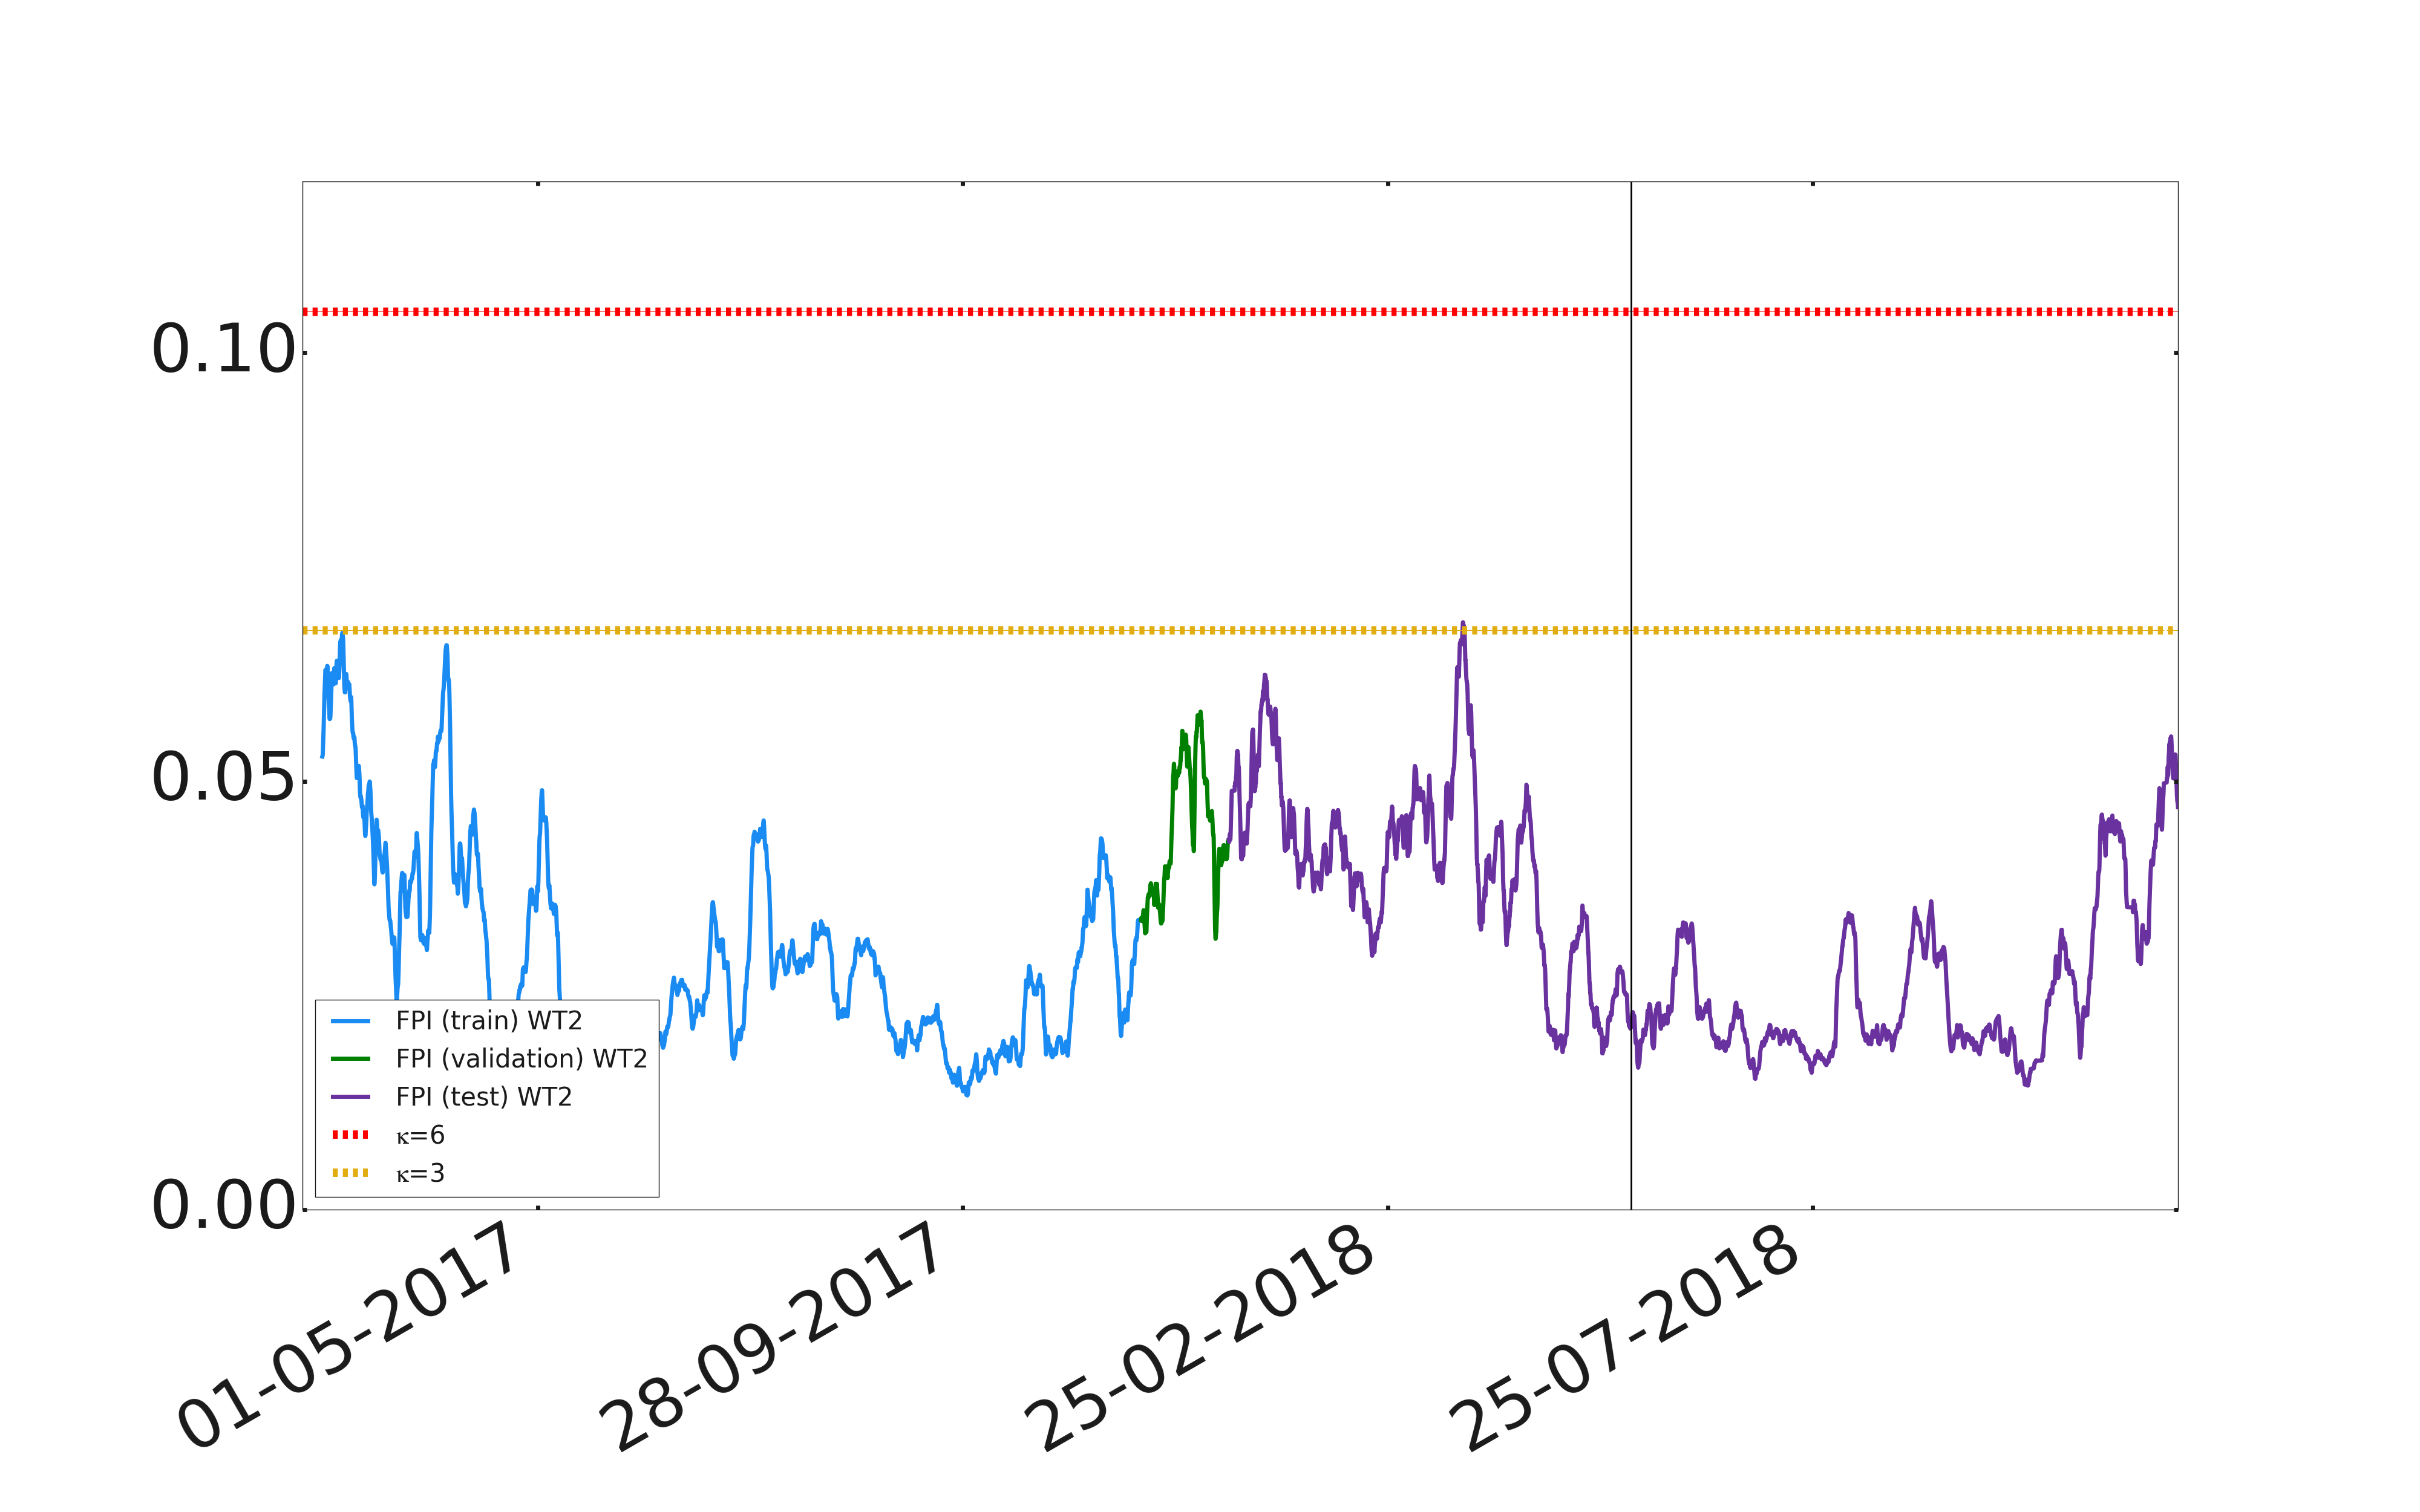 0.10
0.05
0.00
FPI (train) WT2
FPI (validation) WT2
FPI (test) WT2
κ=6
κ=3
01-05-2017
28-09-2017
25-02-2018
25-07-2018